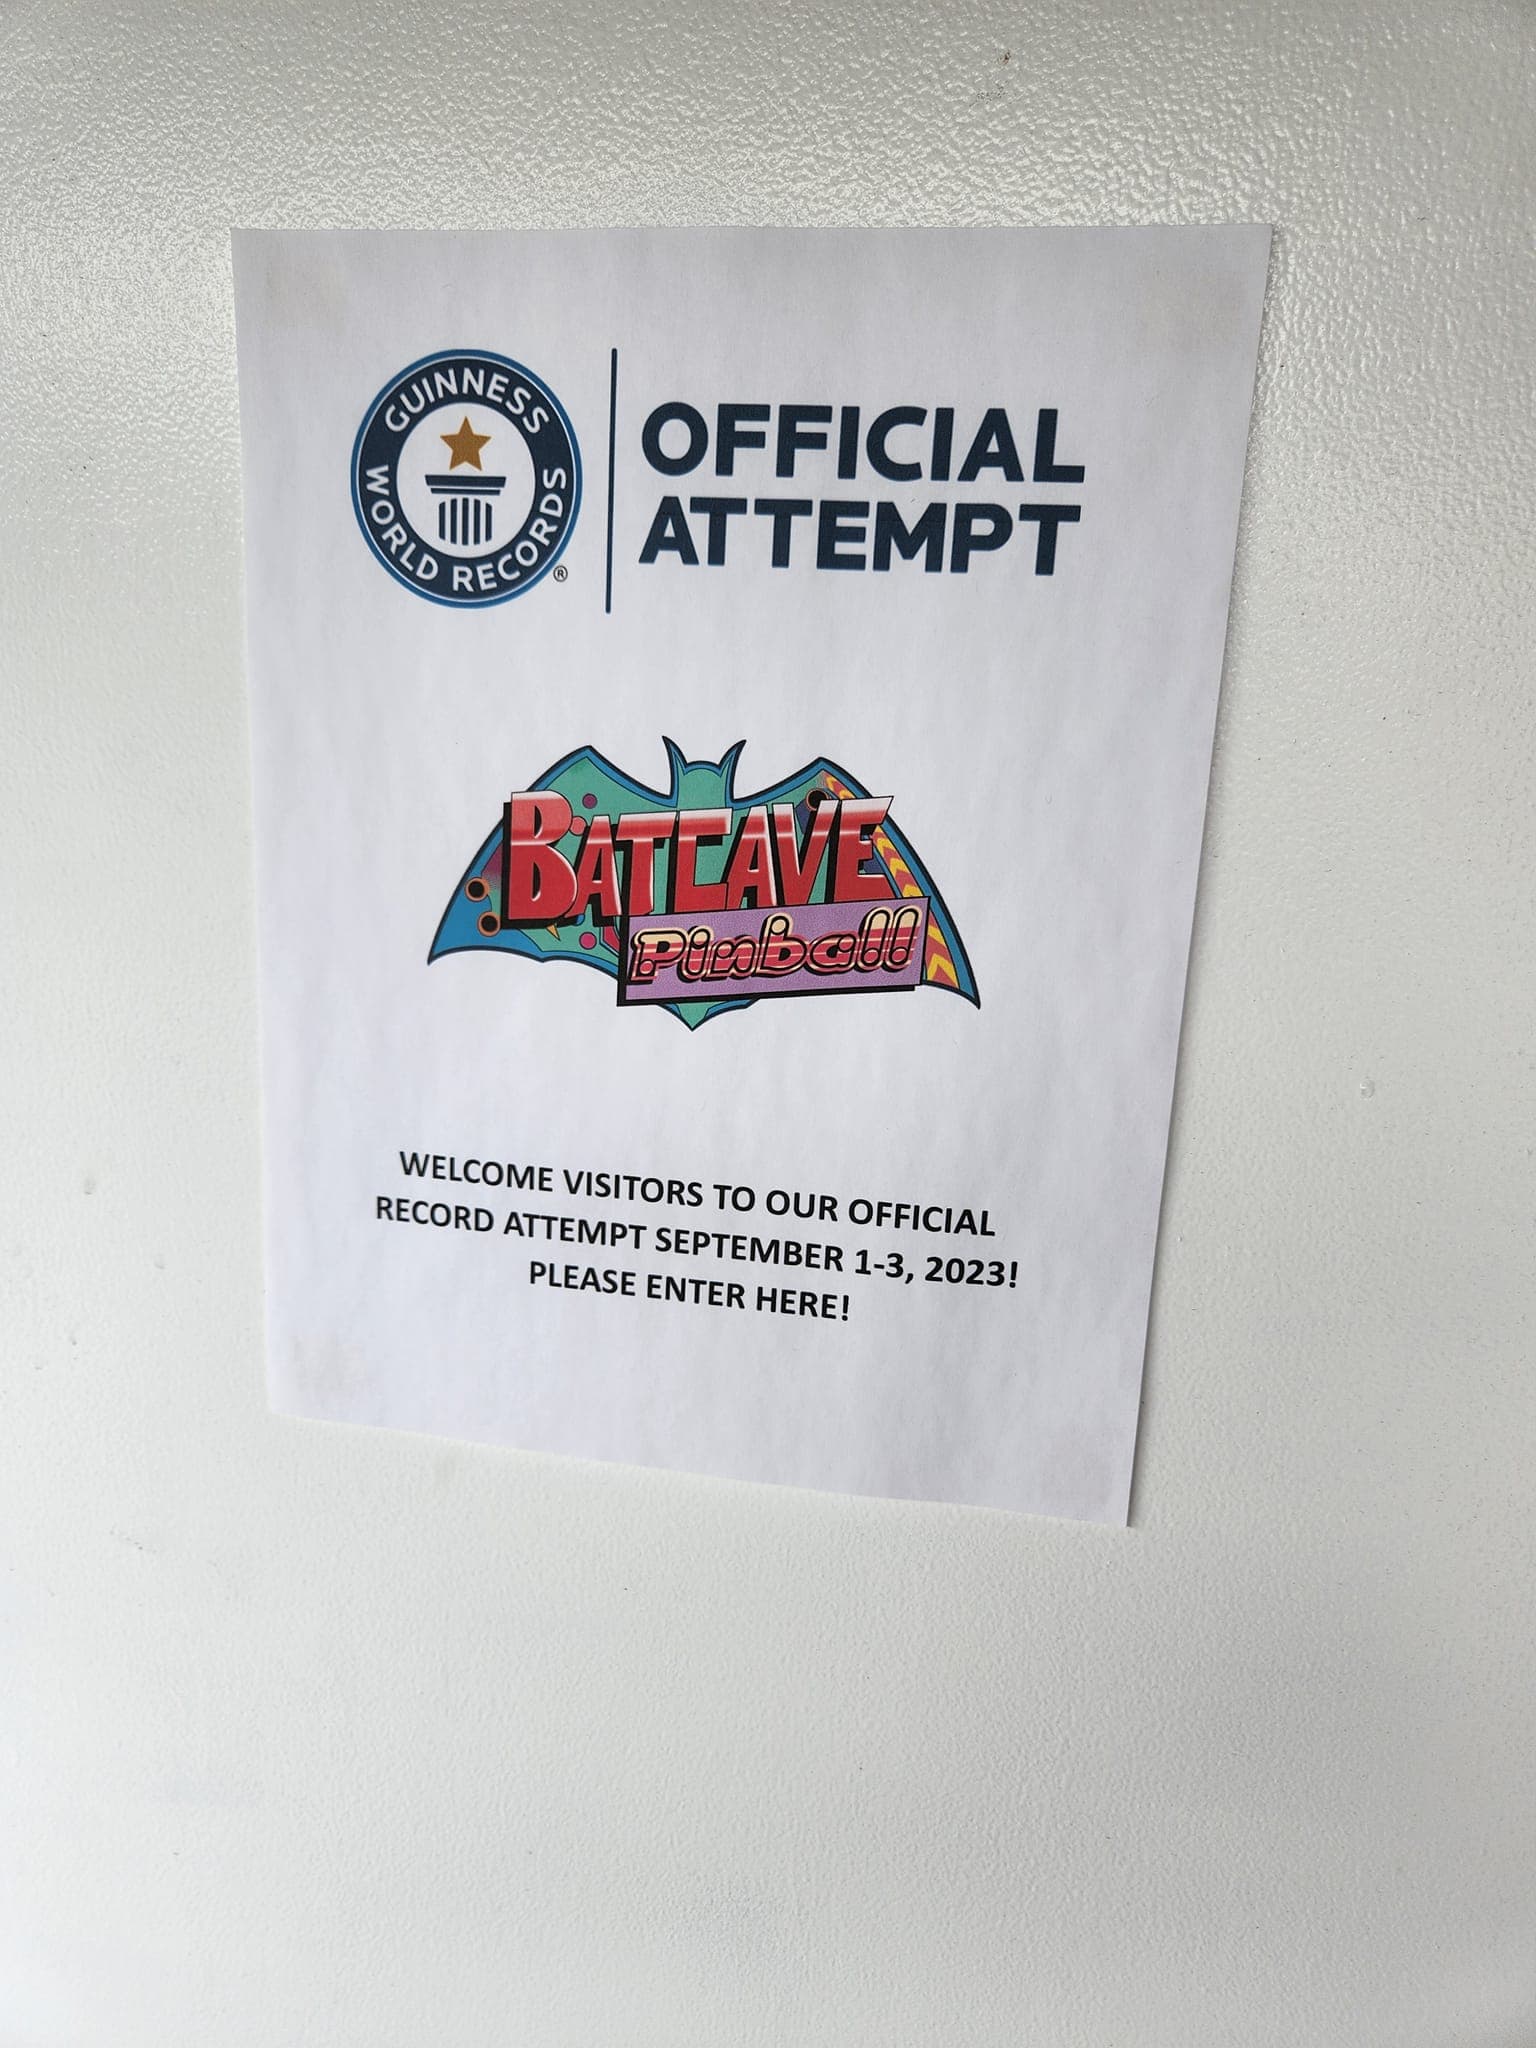 GUINNESS
WORLD RECORDS
®
OFFICIAL
ATTEMPT
BATCAVE
Pinball
WELCOME VISITORS TO OUR OFFICIAL
RECORD ATTEMPT SEPTEMBER 1-3, 2023!
PLEASE ENTER HERE!